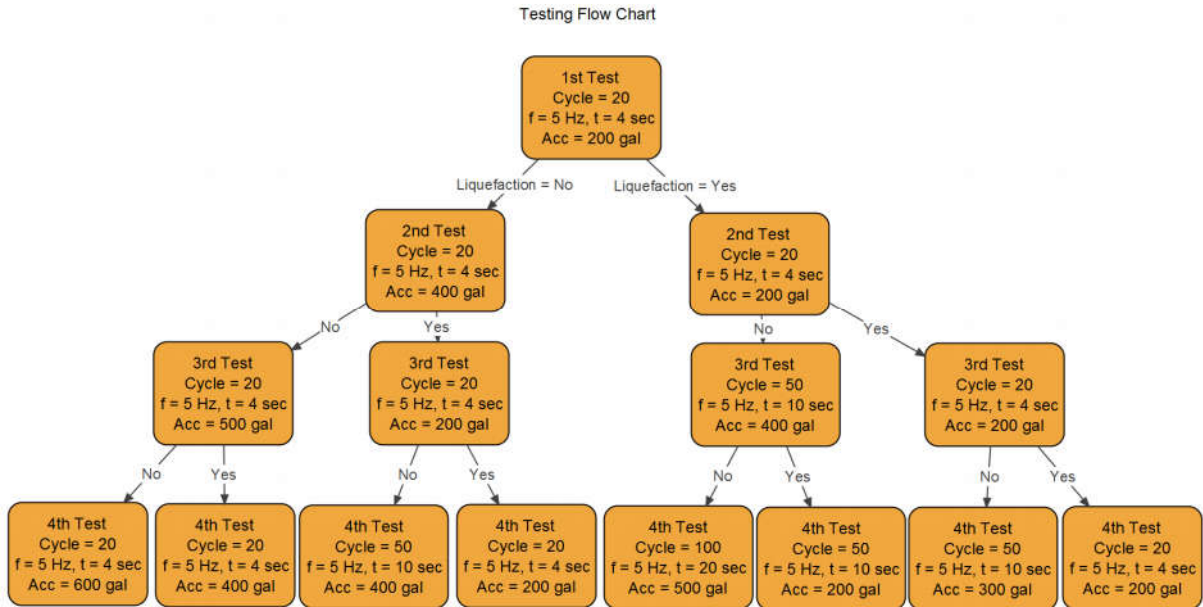 Testing Flow Chart
1st Test
Cycle = 20
f = 5 Hz, t = 4 sec
Acc = 200 gal
Liquefaction = No
Liquefaction = Yes
2nd Test
Cycle = 20
f = 5 Hz, t = 4 sec
Acc = 400 gal
2nd Test
Cycle = 20
f = 5 Hz, t = 4 sec
Acc = 200 gal
No
Yes
No
Yes
3rd Test
Cycle = 20
f = 5 Hz, t = 4 sec
Acc = 500 gal
3rd Test
Cycle = 20
f = 5 Hz, t = 4 sec
Acc = 200 gal
3rd Test
Cycle = 50
f = 5 Hz, t = 10 sec
Acc = 400 gal
3rd Test
Cycle = 20
f = 5 Hz, t = 4 sec
Acc = 200 gal
No
Yes
No
Yes
No
Yes
No
Yes
4th Test
Cycle = 20
f = 5 Hz, t = 4 sec
Acc = 600 gal
4th Test
Cycle = 20
f = 5 Hz, t = 4 sec
Acc = 400 gal
4th Test
Cycle = 50
f = 5 Hz, t = 10 sec
Acc = 400 gal
4th Test
Cycle = 20
f = 5 Hz, t = 4 sec
Acc = 200 gal
4th Test
Cycle = 100
f = 5 Hz, t = 20 sec
Acc = 500 gal
4th Test
Cycle = 50
f = 5 Hz, t = 10 sec
Acc = 200 gal
4th Test
Cycle = 50
f = 5 Hz, t = 10 sec
Acc = 300 gal
4th Test
Cycle = 20
f = 5 Hz, t = 4 sec
Acc = 200 gal